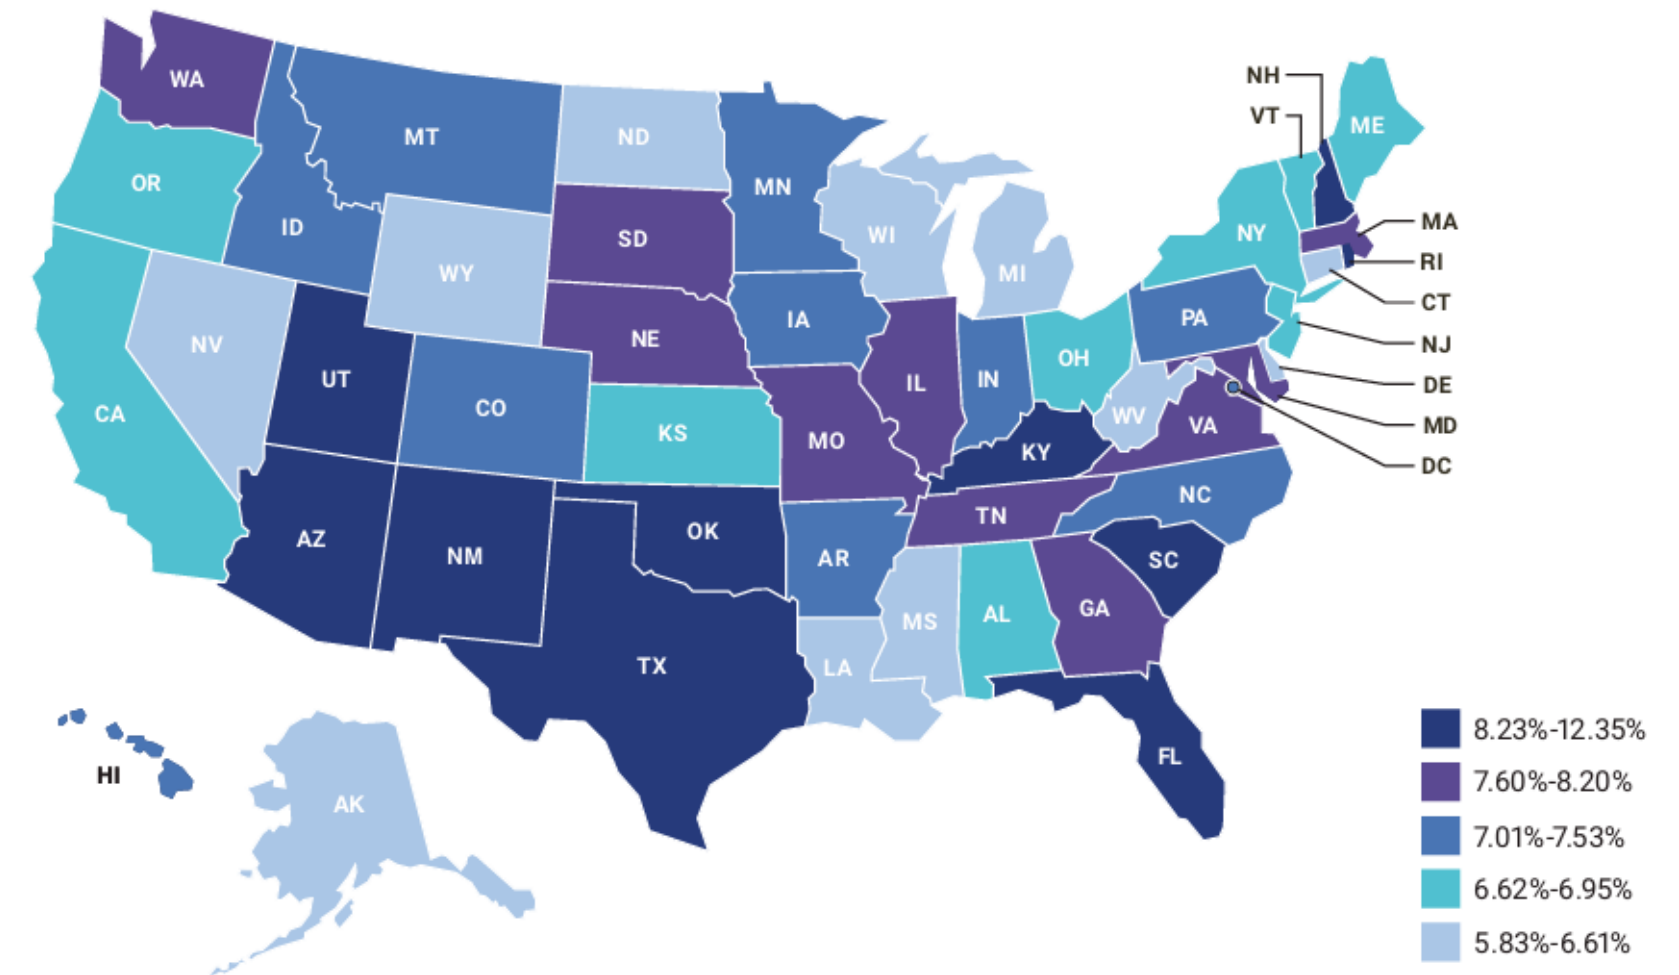 WA
NH
VT
ME
MT
ND
OR
MN
ID
SD
WI
NY
MA
WY
MI
RI
CT
NV
NE
IA
PA
NJ
UT
CO
IL
IN
OH
DE
CA
KS
MO
WV
VA
MD
KY
DC
AZ
NM
OK
TN
NC
AR
SC
TX
MS
AL
GA
LA
HI
AK
FL
8.23%-12.35%
7.60%-8.20%
7.01%-7.53%
6.62%-6.95%
5.83%-6.61%